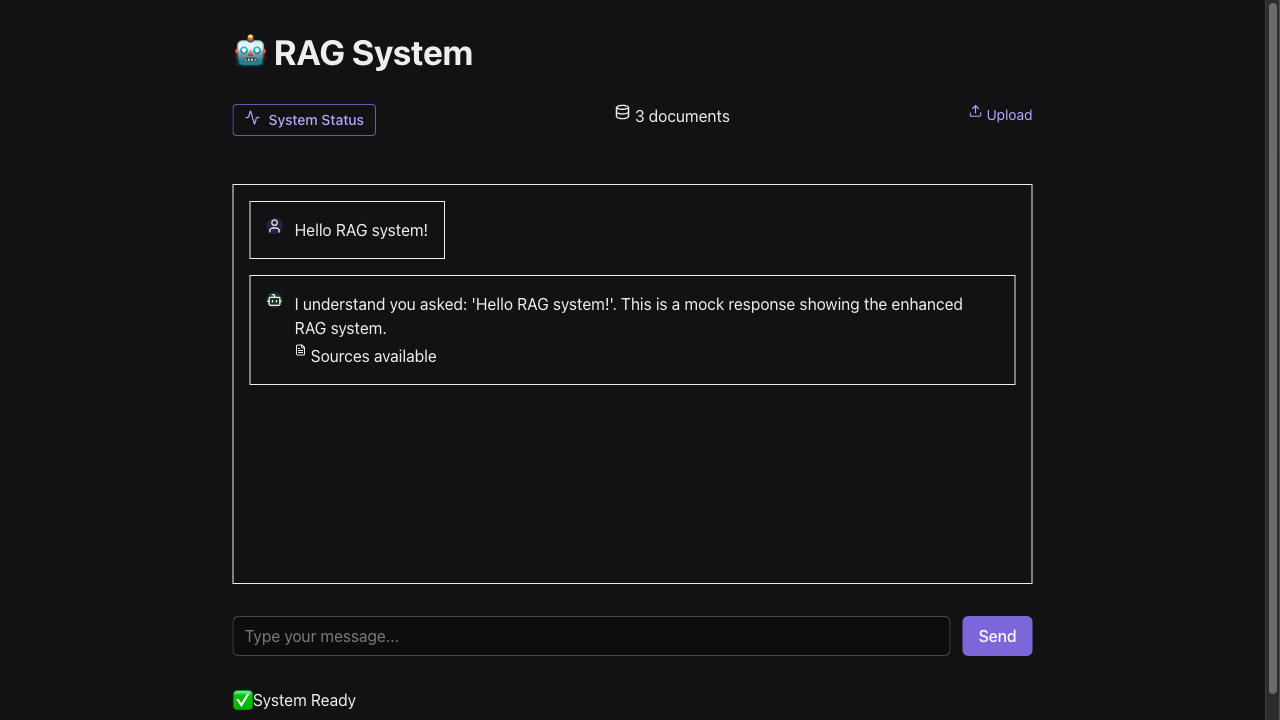 🤖 RAG System
System Status
3 documents
Upload
Hello RAG system!
I understand you asked: 'Hello RAG system!'. This is a mock response showing the enhanced
RAG system.
Sources available
Type your message...
Send
✅System Ready